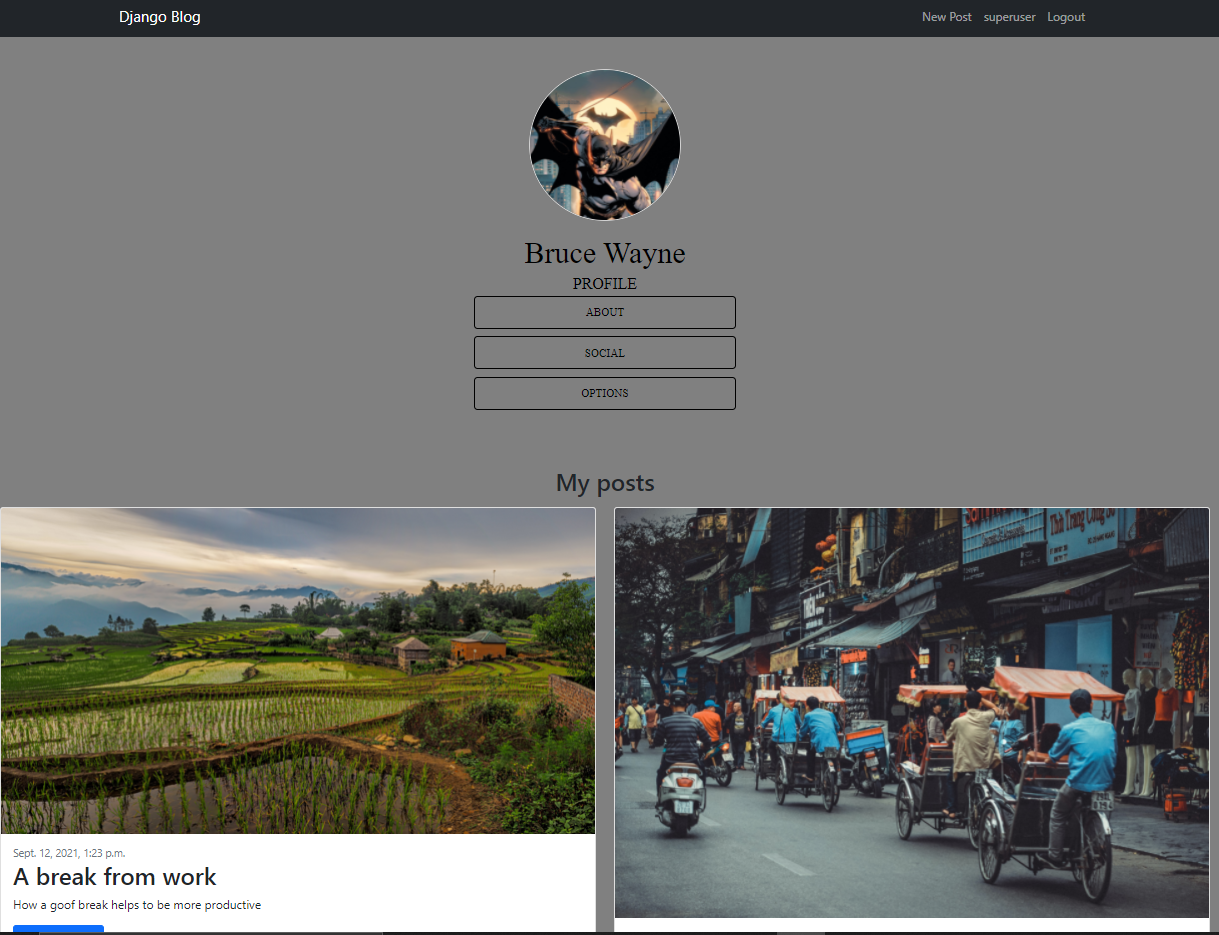 Django Blog
New Post superuser Logout
Bruce Wayne
PROFILE
ABOUT
SOCIAL
OPTIONS
My posts
Sept. 12, 2021, 1:23 p.m.
A break from work
How a goof break helps to be more productive